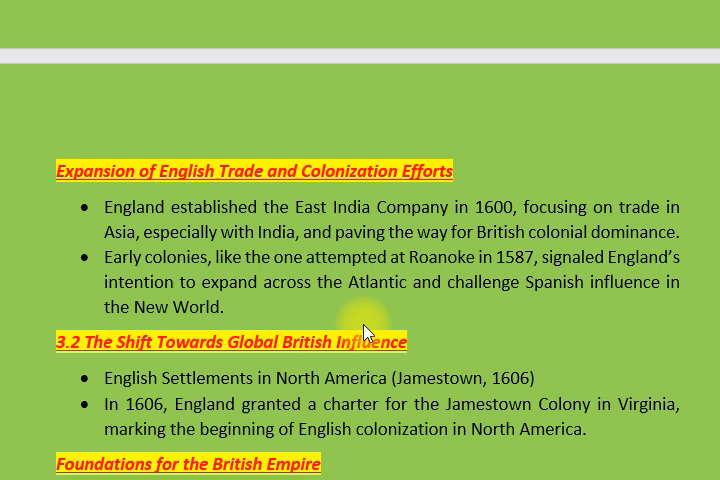 Expansion of English Trade and Colonization Efforts
• England established the East India Company in 1600, focusing on trade in
Asia, especially with India, and paving the way for British colonial dominance.
• Early colonies, like the one attempted at Roanoke in 1587, signaled England's
intention to expand across the Atlantic and challenge Spanish influence in
the New World.
3.2 The Shift Towards Global British Influence
• English Settlements in North America (Jamestown, 1606)
• In 1606, England granted a charter for the Jamestown Colony in Virginia,
marking the beginning of English colonization in North America.
Foundations for the British Empire